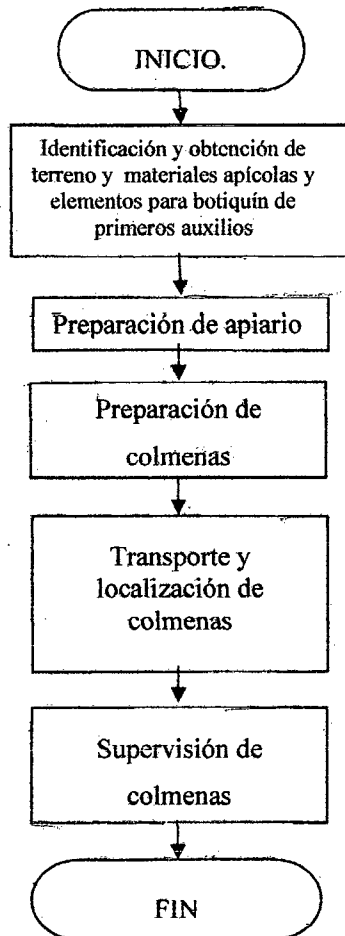 INICIO.
Identificación y obtención de
terreno y materiales apícolas y
elementos para botiquín de
primeros auxilios
Preparación de apiario
Preparación de
colmenas
Transporte y
localización de
colmenas
Supervisión de
colmenas
FIN